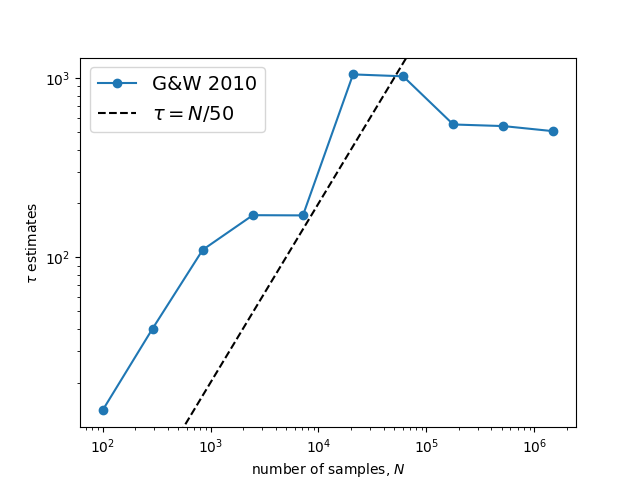 G&W 2010
τ = N/50
10³
10²
τ estimates
10² 10³ 10⁴ 10⁵ 10⁶
number of samples, N